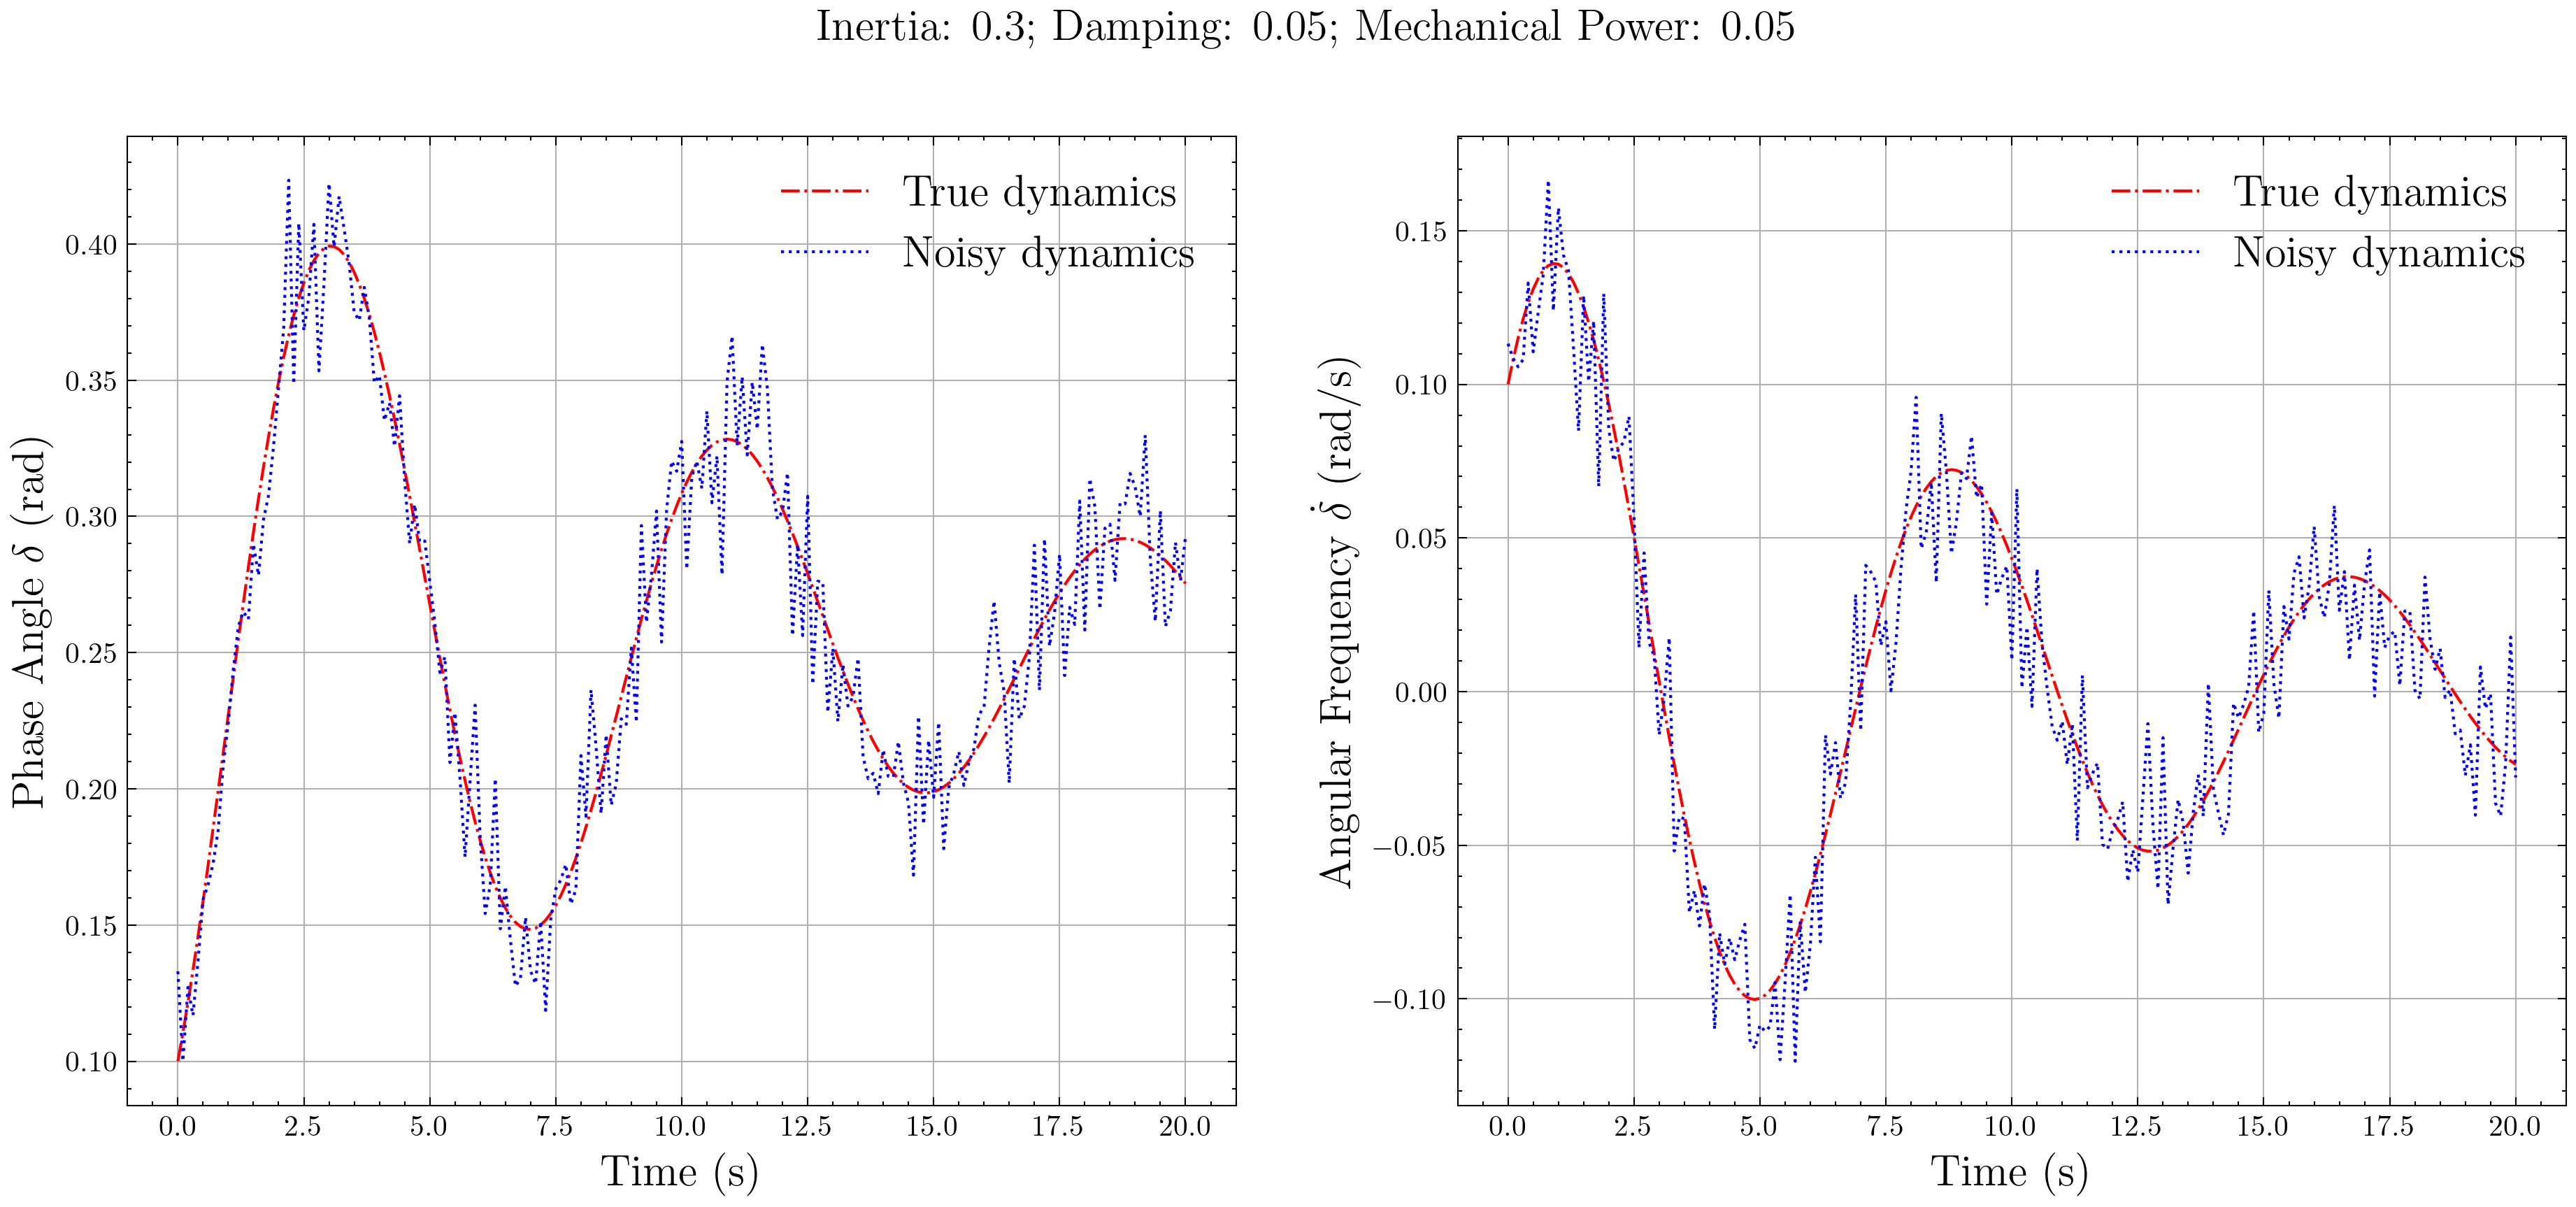 Inertia: 0.3; Damping: 0.05; Mechanical Power: 0.05
True dynamics
Noisy dynamics
0.40
0.35
0.30
0.25
0.20
0.15
0.10
Phase Angle δ (rad)
0.0 2.5 5.0 7.5 10.0 12.5 15.0 17.5 20.0
Time (s)
True dynamics
Noisy dynamics
0.15
0.10
0.05
0.00
−0.05
−0.10
Angular Frequency δ̇ (rad/s)
0.0 2.5 5.0 7.5 10.0 12.5 15.0 17.5 20.0
Time (s)